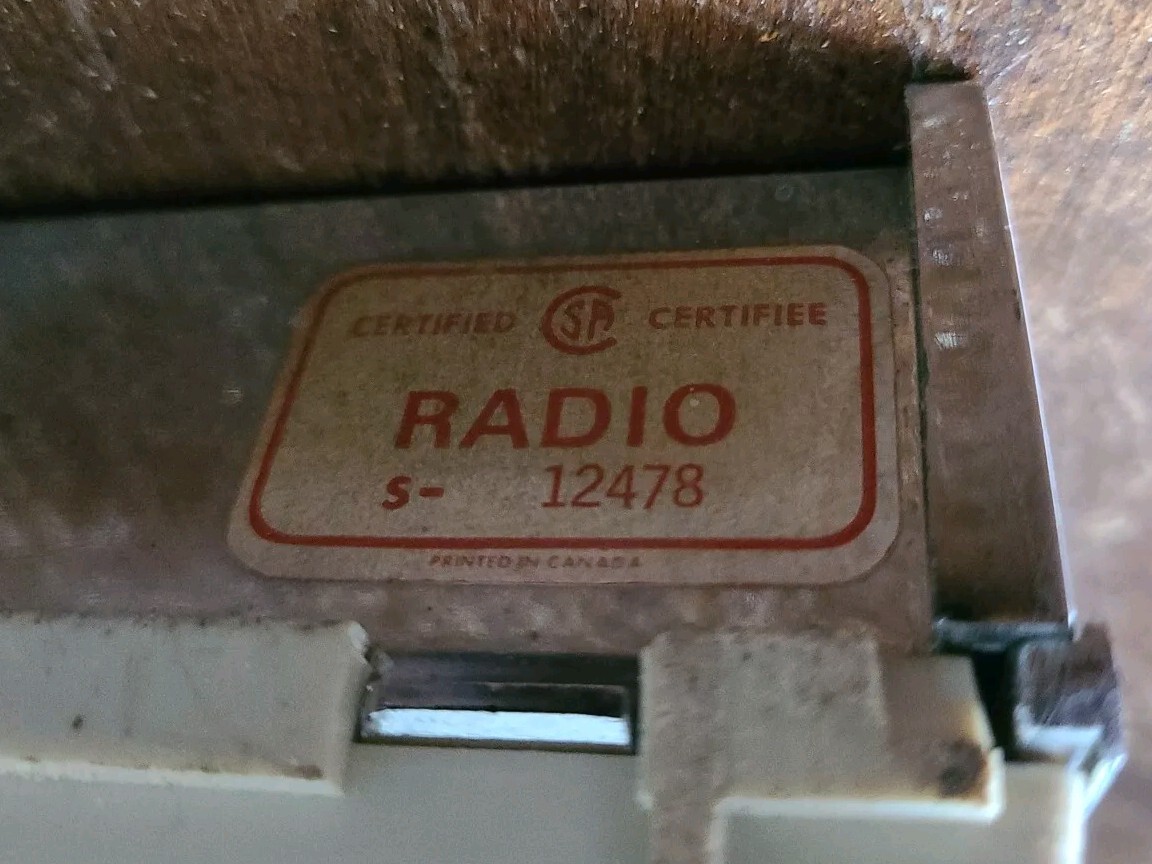 CERTIFIED CSA CERTIFIEE
RADIO
S- 12478
PRINTED IN CANADA